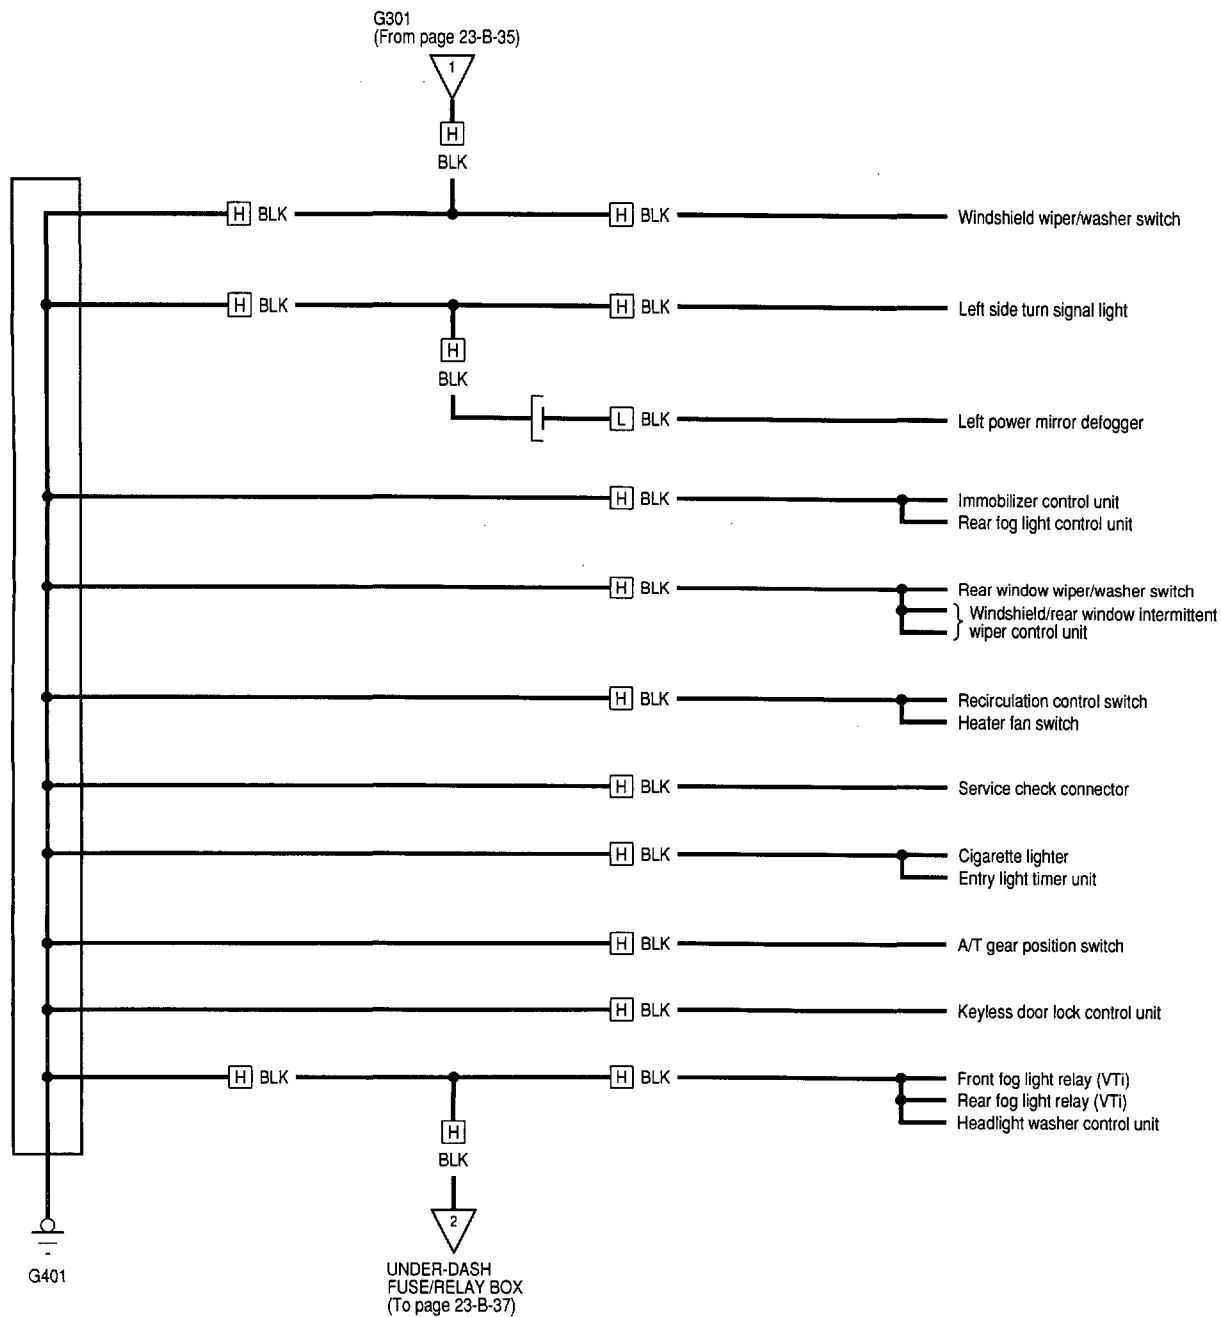 G301
(From page 23-B-35)
1
H
BLK
H BLK H BLK Windshield wiper/washer switch
H BLK H BLK Left side turn signal light
H
BLK
L BLK Left power mirror defogger
H BLK Immobilizer control unit
Rear fog light control unit
H BLK Rear window wiper/washer switch
Windshield/rear window intermittent
wiper control unit
H BLK Recirculation control switch
Heater fan switch
H BLK Service check connector
H BLK Cigarette lighter
Entry light timer unit
H BLK A/T gear position switch
H BLK Keyless door lock control unit
H BLK H BLK Front fog light relay (VTi)
Rear fog light relay (VTi)
Headlight washer control unit
H
BLK
2
G401
UNDER-DASH
FUSE/RELAY BOX
(To page 23-B-37)